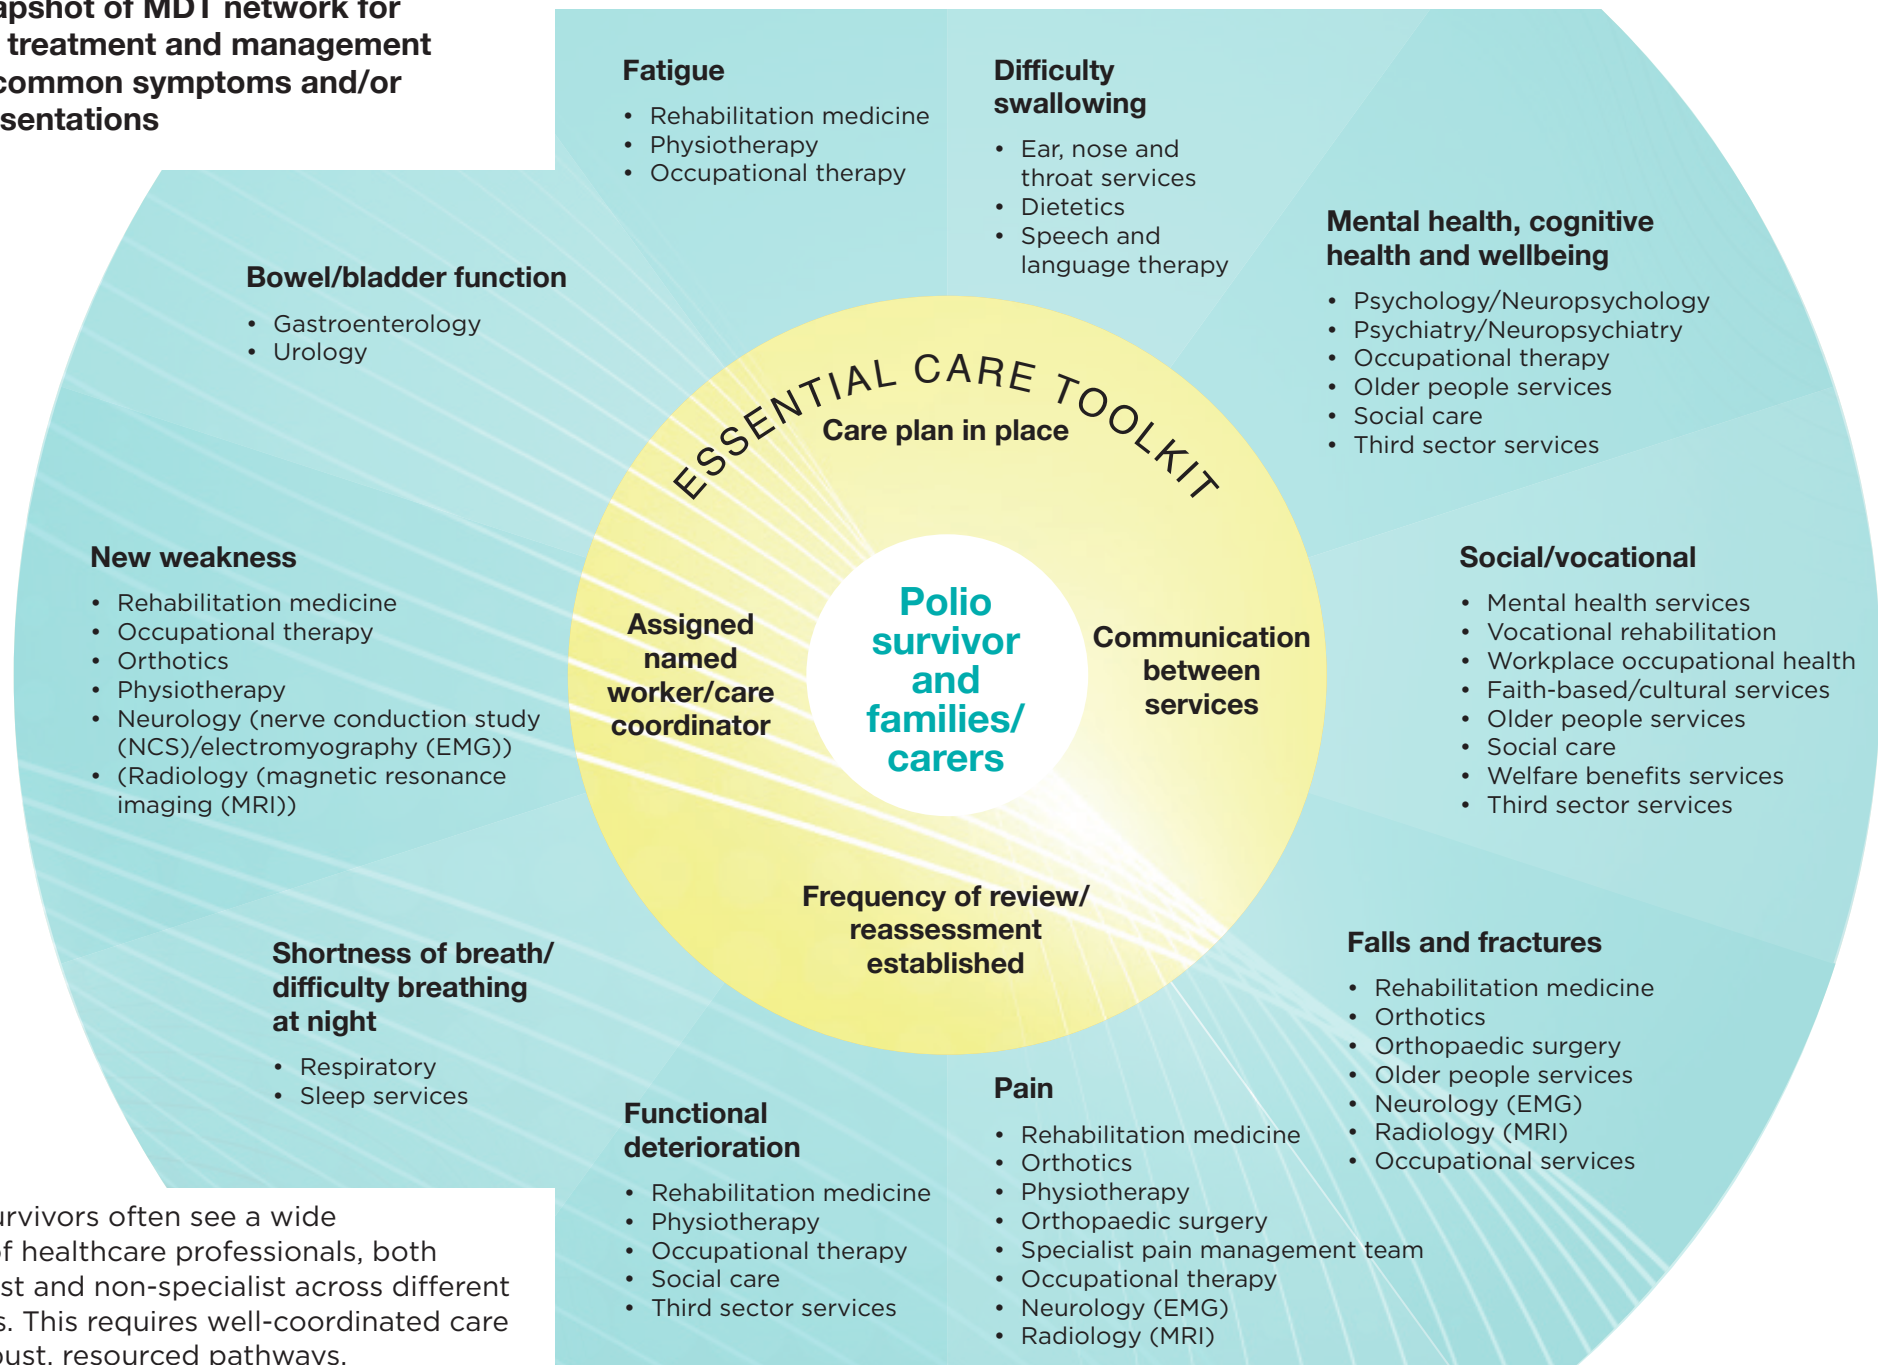 apshot of MDT network for
treatment and management
common symptoms and/or
sentations
Fatigue
• Rehabilitation medicine
• Physiotherapy
• Occupational therapy
Difficulty
swallowing
• Ear, nose and
throat services
• Dietetics
• Speech and
language therapy
Mental health, cognitive
health and wellbeing
• Psychology/Neuropsychology
• Psychiatry/Neuropsychiatry
• Occupational therapy
• Older people services
• Social care
• Third sector services
Bowel/bladder function
• Gastroenterology
• Urology
ESSENTIAL CARE TOOLKIT
Care plan in place
New weakness
• Rehabilitation medicine
• Occupational therapy
• Orthotics
• Physiotherapy
• Neurology (nerve conduction study
(NCS)/electromyography (EMG))
• (Radiology (magnetic resonance
imaging (MRI))
Assigned
named
worker/care
coordinator
Polio
survivor
and
families/
carers
Communication
between
services
Social/vocational
• Mental health services
• Vocational rehabilitation
• Workplace occupational health
• Faith-based/cultural services
• Older people services
• Social care
• Welfare benefits services
• Third sector services
Frequency of review/
reassessment
established
Shortness of breath/
difficulty breathing
at night
• Respiratory
• Sleep services
Falls and fractures
• Rehabilitation medicine
• Orthotics
• Orthopaedic surgery
• Older people services
• Neurology (EMG)
• Radiology (MRI)
• Occupational services
Functional
deterioration
• Rehabilitation medicine
• Physiotherapy
• Occupational therapy
• Social care
• Third sector services
Pain
• Rehabilitation medicine
• Orthotics
• Physiotherapy
• Orthopaedic surgery
• Specialist pain management team
• Occupational therapy
• Neurology (EMG)
• Radiology (MRI)
urvivors often see a wide
of healthcare professionals, both
st and non-specialist across different
s. This requires well-coordinated care
oust, resourced pathways.